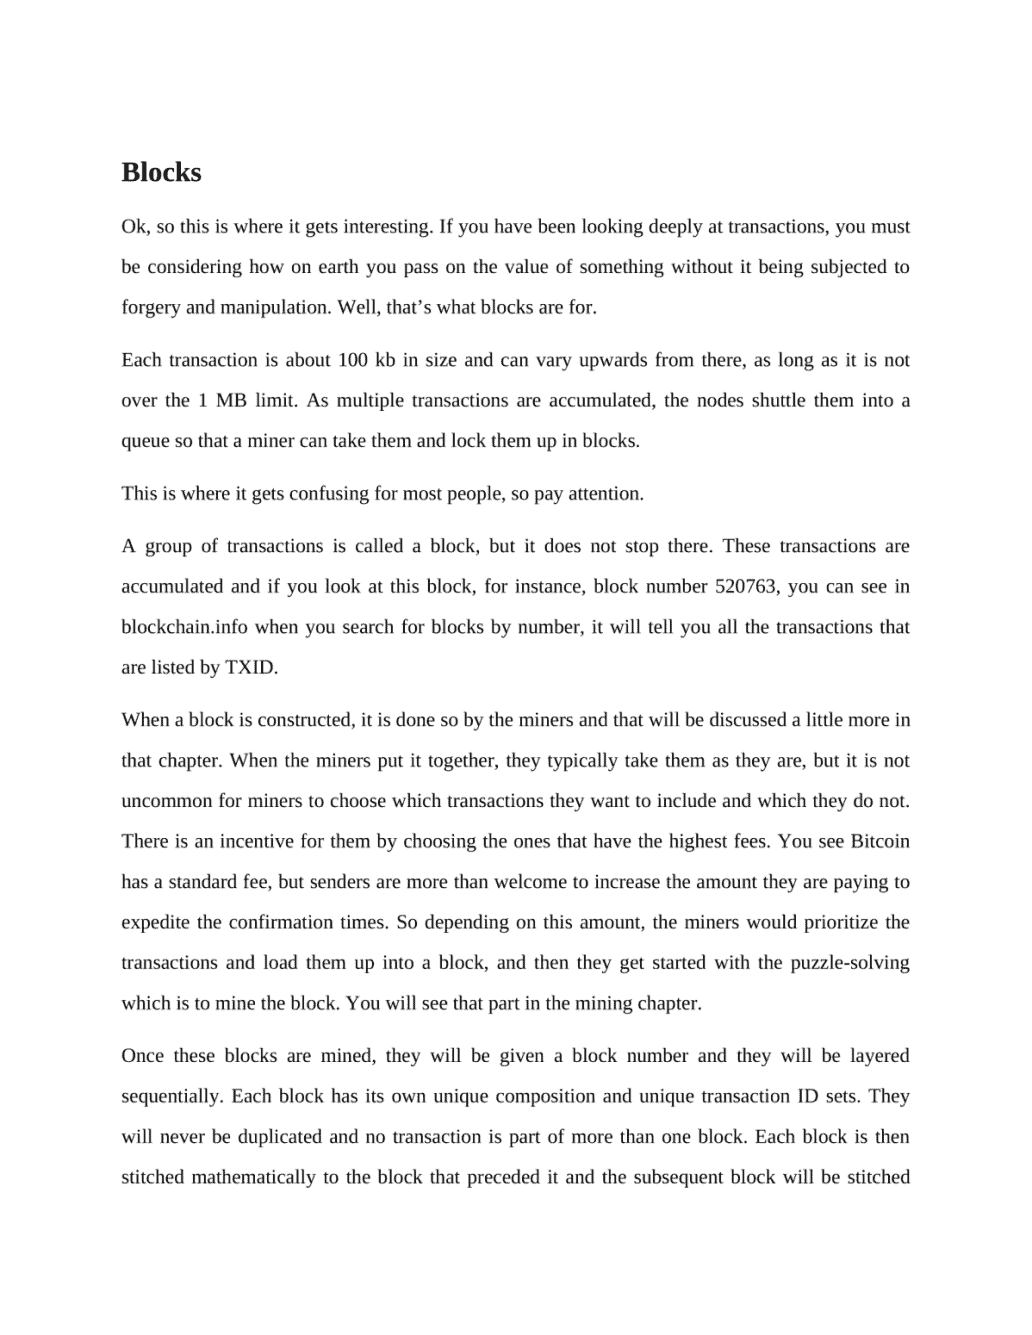 Blocks
Ok, so this is where it gets interesting. If you have been looking deeply at transactions, you must
be considering how on earth you pass on the value of something without it being subjected to
forgery and manipulation. Well, that’s what blocks are for.
Each transaction is about 100 kb in size and can vary upwards from there, as long as it is not
over the 1 MB limit. As multiple transactions are accumulated, the nodes shuttle them into a
queue so that a miner can take them and lock them up in blocks.
This is where it gets confusing for most people, so pay attention.
A group of transactions is called a block, but it does not stop there. These transactions are
accumulated and if you look at this block, for instance, block number 520763, you can see in
blockchain.info when you search for blocks by number, it will tell you all the transactions that
are listed by TXID.
When a block is constructed, it is done so by the miners and that will be discussed a little more in
that chapter. When the miners put it together, they typically take them as they are, but it is not
uncommon for miners to choose which transactions they want to include and which they do not.
There is an incentive for them by choosing the ones that have the highest fees. You see Bitcoin
has a standard fee, but senders are more than welcome to increase the amount they are paying to
expedite the confirmation times. So depending on this amount, the miners would prioritize the
transactions and load them up into a block, and then they get started with the puzzle-solving
which is to mine the block. You will see that part in the mining chapter.
Once these blocks are mined, they will be given a block number and they will be layered
sequentially. Each block has its own unique composition and unique transaction ID sets. They
will never be duplicated and no transaction is part of more than one block. Each block is then
stitched mathematically to the block that preceded it and the subsequent block will be stitched